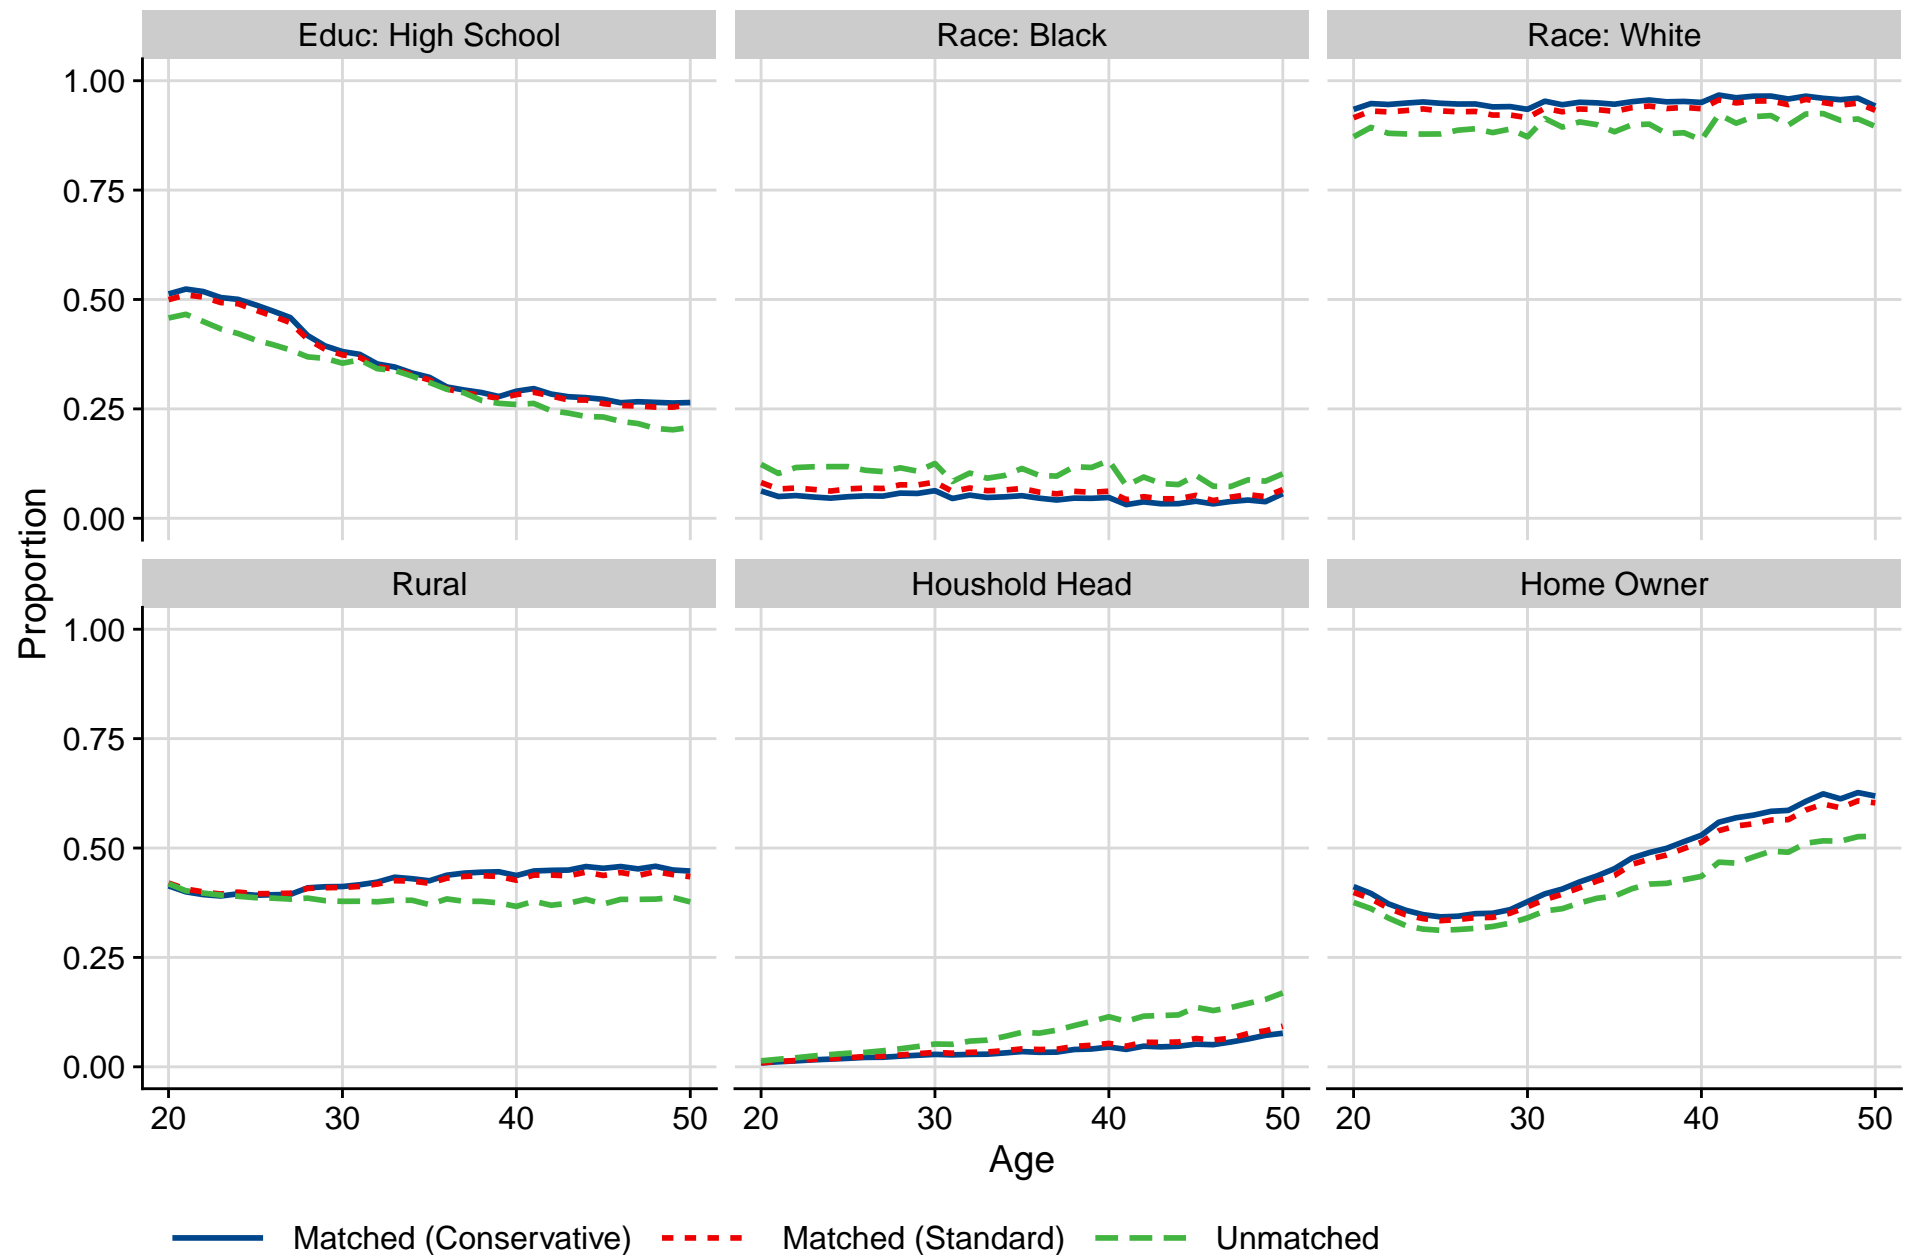 Educ: High School
Race: Black
Race: White
1.00
0.75
0.50
0.25
0.00
Proportion
Rural
Houshold Head
Home Owner
1.00
0.75
0.50
0.25
0.00
20 30 40 50
20 30 40 50
20 30 40 50
Age
Matched (Conservative) Matched (Standard) Unmatched